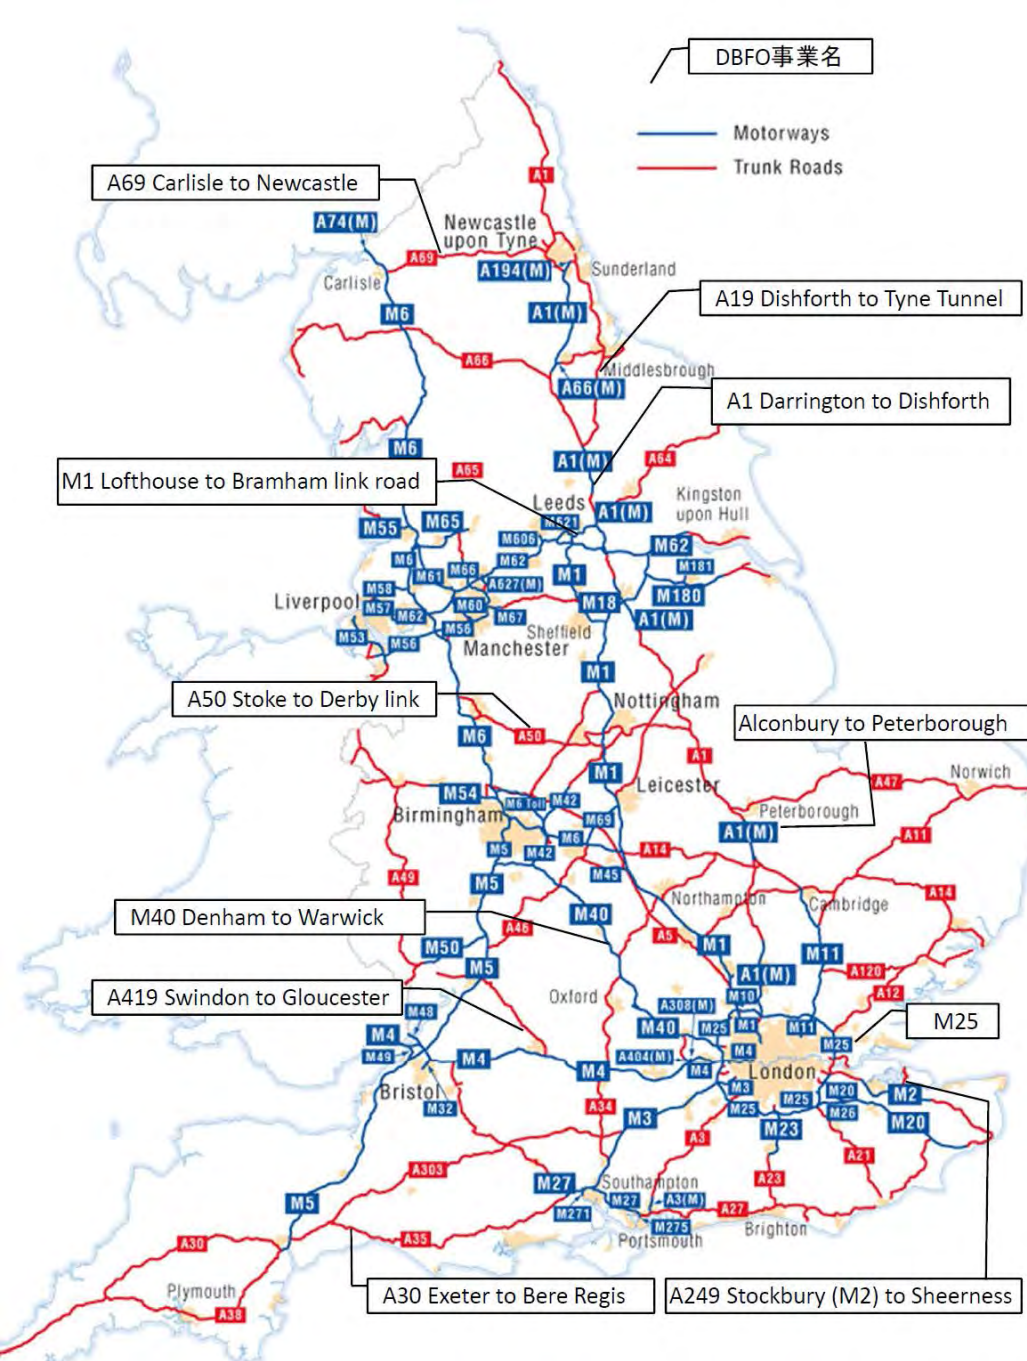 DBFO事業名
Motorways
Trunk Roads
A1
A69 Carlisle to Newcastle
A74(M)
Newcastle
upon Tyne
A69
A194(M)
Sunderland
Carlisle
A19 Dishforth to Tyne Tunnel
M6
A1(M)
A66
Middlesbrough
A66(M)
A1 Darrington to Dishforth
M6
A1(M)
A64
M1 Lofthouse to Bramham link road
A65
Leeds
Kingston
upon Hull
A1(M)
M55
M65
M621
M606
M62
M6
M62
M181
M61
M66
A627(M)
M1
M58
M180
Liverpool
M57
M62
M60
M67
M18
A1(M)
M53
M56
M56
Sheffield
Manchester
M1
A50 Stoke to Derby link
Nottingham
Alconbury to Peterborough
M6
A50
A1
M1
Leicester
A47
Norwich
M54
M6 Toll
M42
Birmingham
M69
Peterborough
A1(M)
A11
M6
M5
M42
A14
M45
A49
M5
Northampton
A14
Cambridge
M40 Denham to Warwick
M40
A46
A5
M1
M50
M11
M5
A1(M)
A120
A419 Swindon to Gloucester
Oxford
M10
A12
A308(M)
M48
M25
M4
M40
M25
M1
M11
M25
M49
M4
A404(M)
M4
M4
M4
London
Bristol
M3
M20
M2
M32
A34
M25
M25
M26
M3
M23
M20
A3
A21
A303
A23
M27
Southampton
M5
M27
A3(M)
A27
M271
M275
Brighton
A30
A35
Portsmouth
Plymouth
A38
A30 Exeter to Bere Regis
A249 Stockbury (M2) to Sheerness